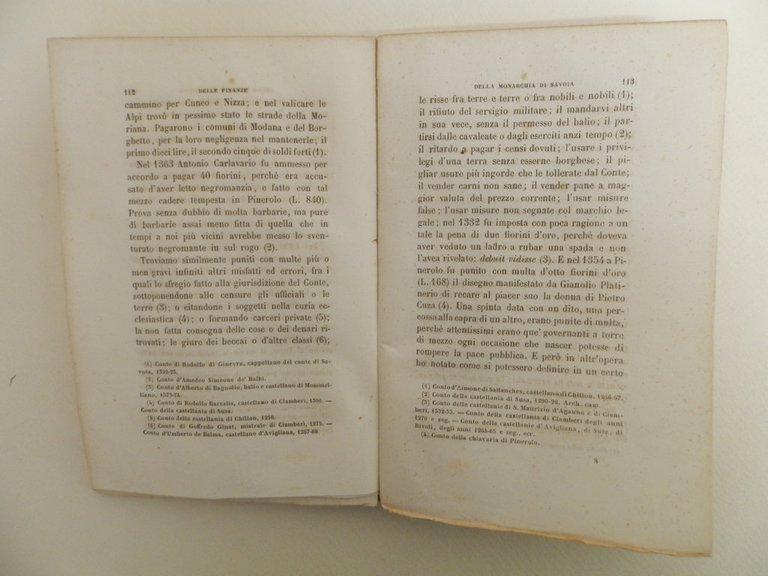 112 DELLE FINANZE
cammino per Cuneo e Nizza; e nel valicare le
Alpi trovò in pessimo stato le strade della Mo-
riana. Pagarono i comuni di Modana e del Bor-
ghetto, per la loro negligenza nel mantenerle; il
primo dieci lire, il secondo cinque di soldi forti (1).
Nel 1363 Antonio Carlavario fu ammesso per
accordo a pagar 40 fiorini, perchè era accu-
sato d'aver letto negromanzia, e fatto con tal
mezzo cadere tempesta in Pinerolo (L. 840).
Prova senza dubbio di molta barbarie, ma pure
di barbarie assai meno fitta di quella che in
tempi a noi più vicini avrebbe messo lo sven-
turato negromante in sul rogo (2).
Troviamo similmente puniti con multe più o
men gravi infiniti altri misfatti ed errori, fra i
quali lo sfregio fatto alla giurisdizione del Conte,
sottoponendone alle censure gli ufficiali o le
terre (3); o citandone i soggetti nella curia ec-
clesiastica (4); o formando carceri private (5);
la non fatta consegna delle cose o dei denari ri-
trovati; le giure dei beccai o d'altre classi (6);
(1) Conto di Rodolfo di Ginevra, cappellano del conte di Sa-
voia,
(2) Conto d'Amedeo Simeone de' Balbi.
(3) Conto d'Alberto di Bagnolio, balio e castellano di Monmel-
liano, 1373-74.
(4) Conto di Rodolfo Barralis, castellano di Ciamberì, 1300. —
Conto della castellania di Susa.
(5) Conto della castellania di Chillon, 1290.
(6) Conto di Goffredo Ginat, mistrale di Ciamberì, 1275. —
Conto d'Umberto de Balma, castellano d'Avigliana, 1267-68.
DELLA MONARCHIA DI SAVOIA 113
le risse fra terre e terre o fra nobili e nobili (1);
il rifiuto del servigio militare; il mandarvi altri
in sua vece, senza il permesso del balio; il par-
tirsi dalle cavalcate o dagli eserciti anzi tempo (2);
il ritardo a pagar i censi dovuti; l'usare i privi-
legi d'una terra senza esserne borghese; il pi-
gliar usure più ingorde che le tollerate dal Conte;
il vender carni non sane; il vender pane a mag-
gior valuta del prezzo corrente; l'usar misure
false; l'usar misure non segnate col marchio le-
gale; nel 1332 fu imposta con poca ragione a un
tale la pena di due fiorini d'oro, perchè doveva
aver veduto un ladro a rubar una spada e non
l'avea rivelato: debuit vidisse (3). E nel 1354 a Pi-
nerolo fu punito con multa d'otto fiorini d'oro
(L. 168) il disegno manifestato da Gianolio Plati-
nerio di recare al piacer suo la donna di Pietro
Cuza (4). Una spinta data con un dito, una per-
cossa alla capra di un altro, erano punite di multa,
perchè attentissimi erano que' governanti a torre
di mezzo ogni occasione che nascer potesse di
rompere la pace pubblica. E però in altr'opera
ho notato come si potessero definire in un certo
(1) Conto d'Aimone di Sallenches, castellano di Chillon, 1266-67.
(2) Conto della castellania di Susa, 1290-92. Arch. cam.
(3) Conto della castellania di S. Maurizio d'Agauno e di Ciam-
berì, 1352-53. — Conto della castellania di Ciamberì degli anni
1270 e seg. — Conto della castellanie d'Avigliana, di Susa, di
Rivoli, degli anni 1264-65 e seg., ecc.
(4) Conto della chiavaria di Pinerolo.
8